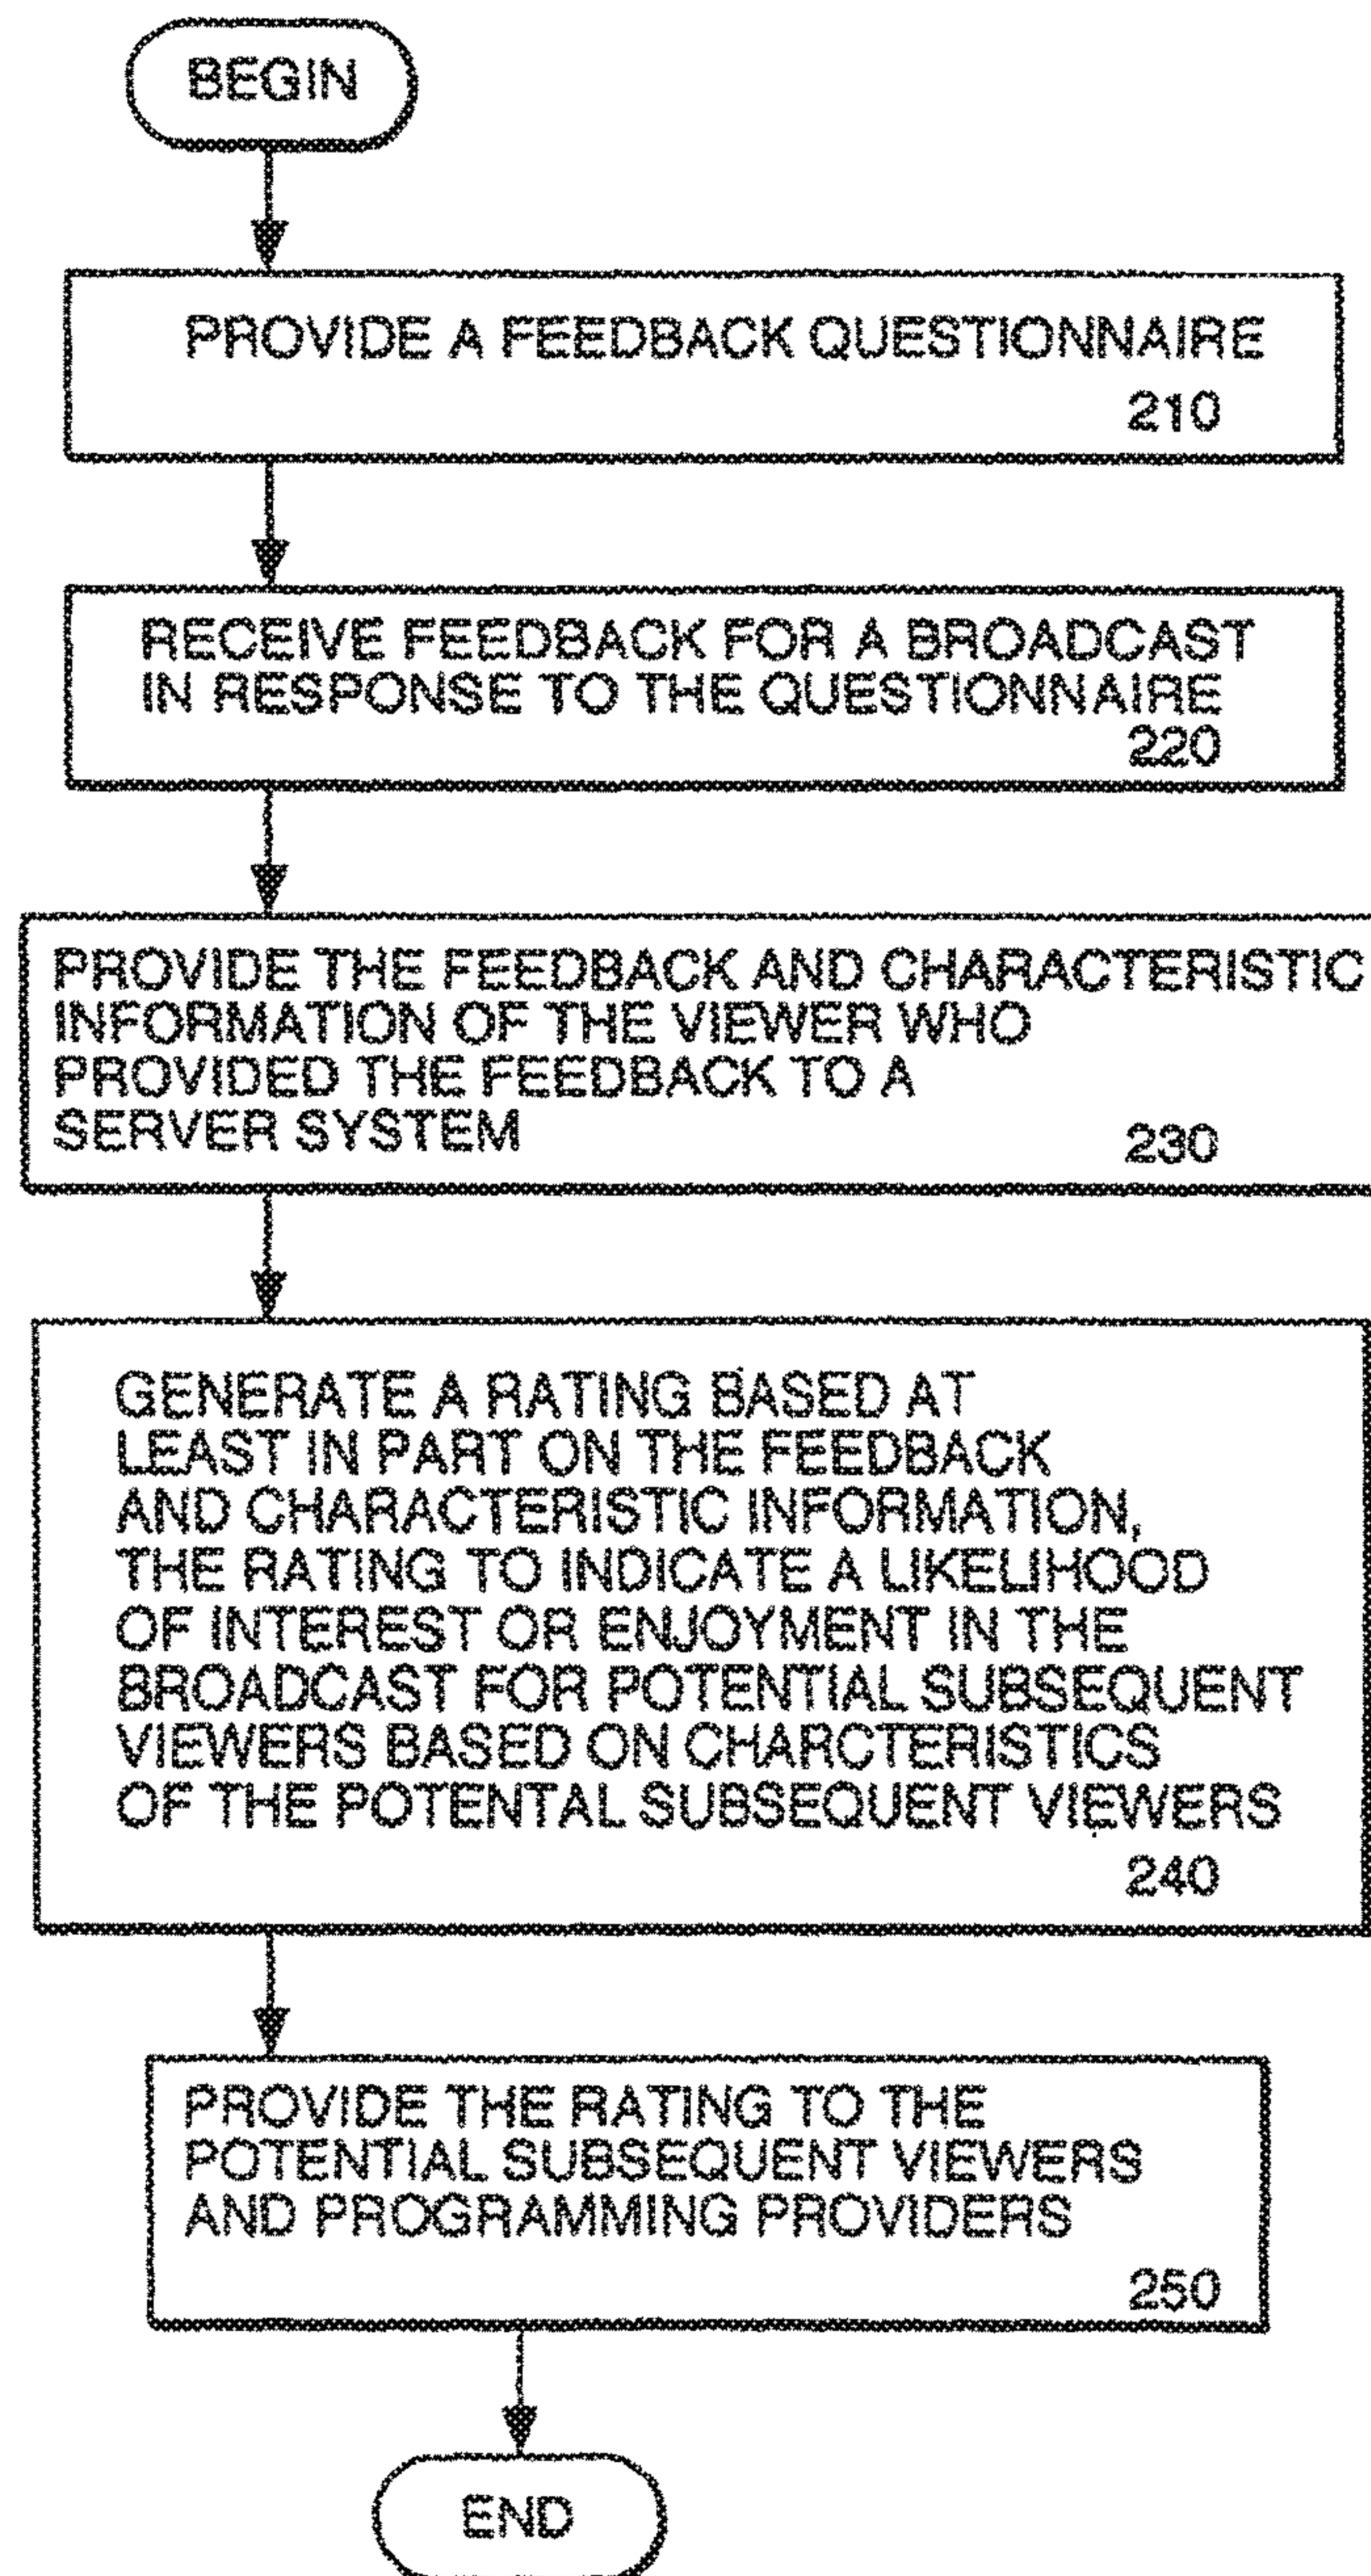 BEGIN
PROVIDE A FEEDBACK QUESTIONNAIRE
210
RECEIVE FEEDBACK FOR A BROADCAST
IN RESPONSE TO THE QUESTIONNAIRE
220
PROVIDE THE FEEDBACK AND CHARACTERISTIC
INFORMATION OF THE VIEWER WHO
PROVIDED THE FEEDBACK TO A
SERVER SYSTEM
230
GENERATE A RATING BASED AT
LEAST IN PART ON THE FEEDBACK
AND CHARACTERISTIC INFORMATION,
THE RATING TO INDICATE A LIKELIHOOD
OF INTEREST OR ENJOYMENT IN THE
BROADCAST FOR POTENTIAL SUBSEQUENT
VIEWERS BASED ON CHARCTERISTICS
OF THE POTENTAL SUBSEQUENT VIEWERS
240
PROVIDE THE RATING TO THE
POTENTIAL SUBSEQUENT VIEWERS
AND PROGRAMMING PROVIDERS
250
END